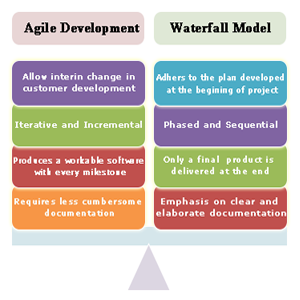 Agile Development
Waterfall Model
Allow interin change in
customer development
Adhers to the plan developed
at the begining of project
Iterative and Incremental
Phased and Sequential
Produces a workable software
with every milestone
Only a final product is
delivered at the end
Requires less cumbersome
documentation
Emphasis on clear and
elaborate documentation